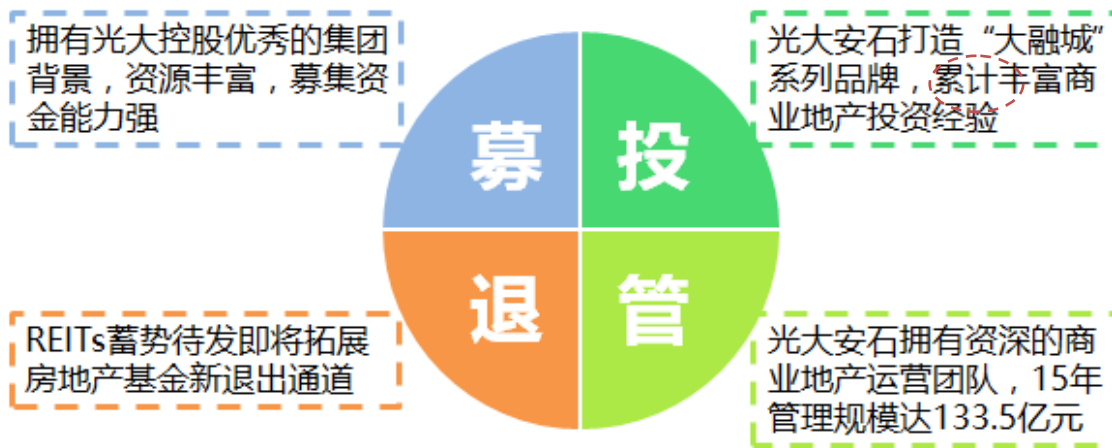 拥有光大控股优秀的集团
背景，资源丰富，募集资
金能力强
光大安石打造“大融城”
系列品牌，累计丰富商
业地产投资经验
募
投
退
管
REITs蓄势待发即将拓展
房地产基金新退出通道
光大安石拥有资深的商
业地产运营团队，15年
管理规模达133.5亿元